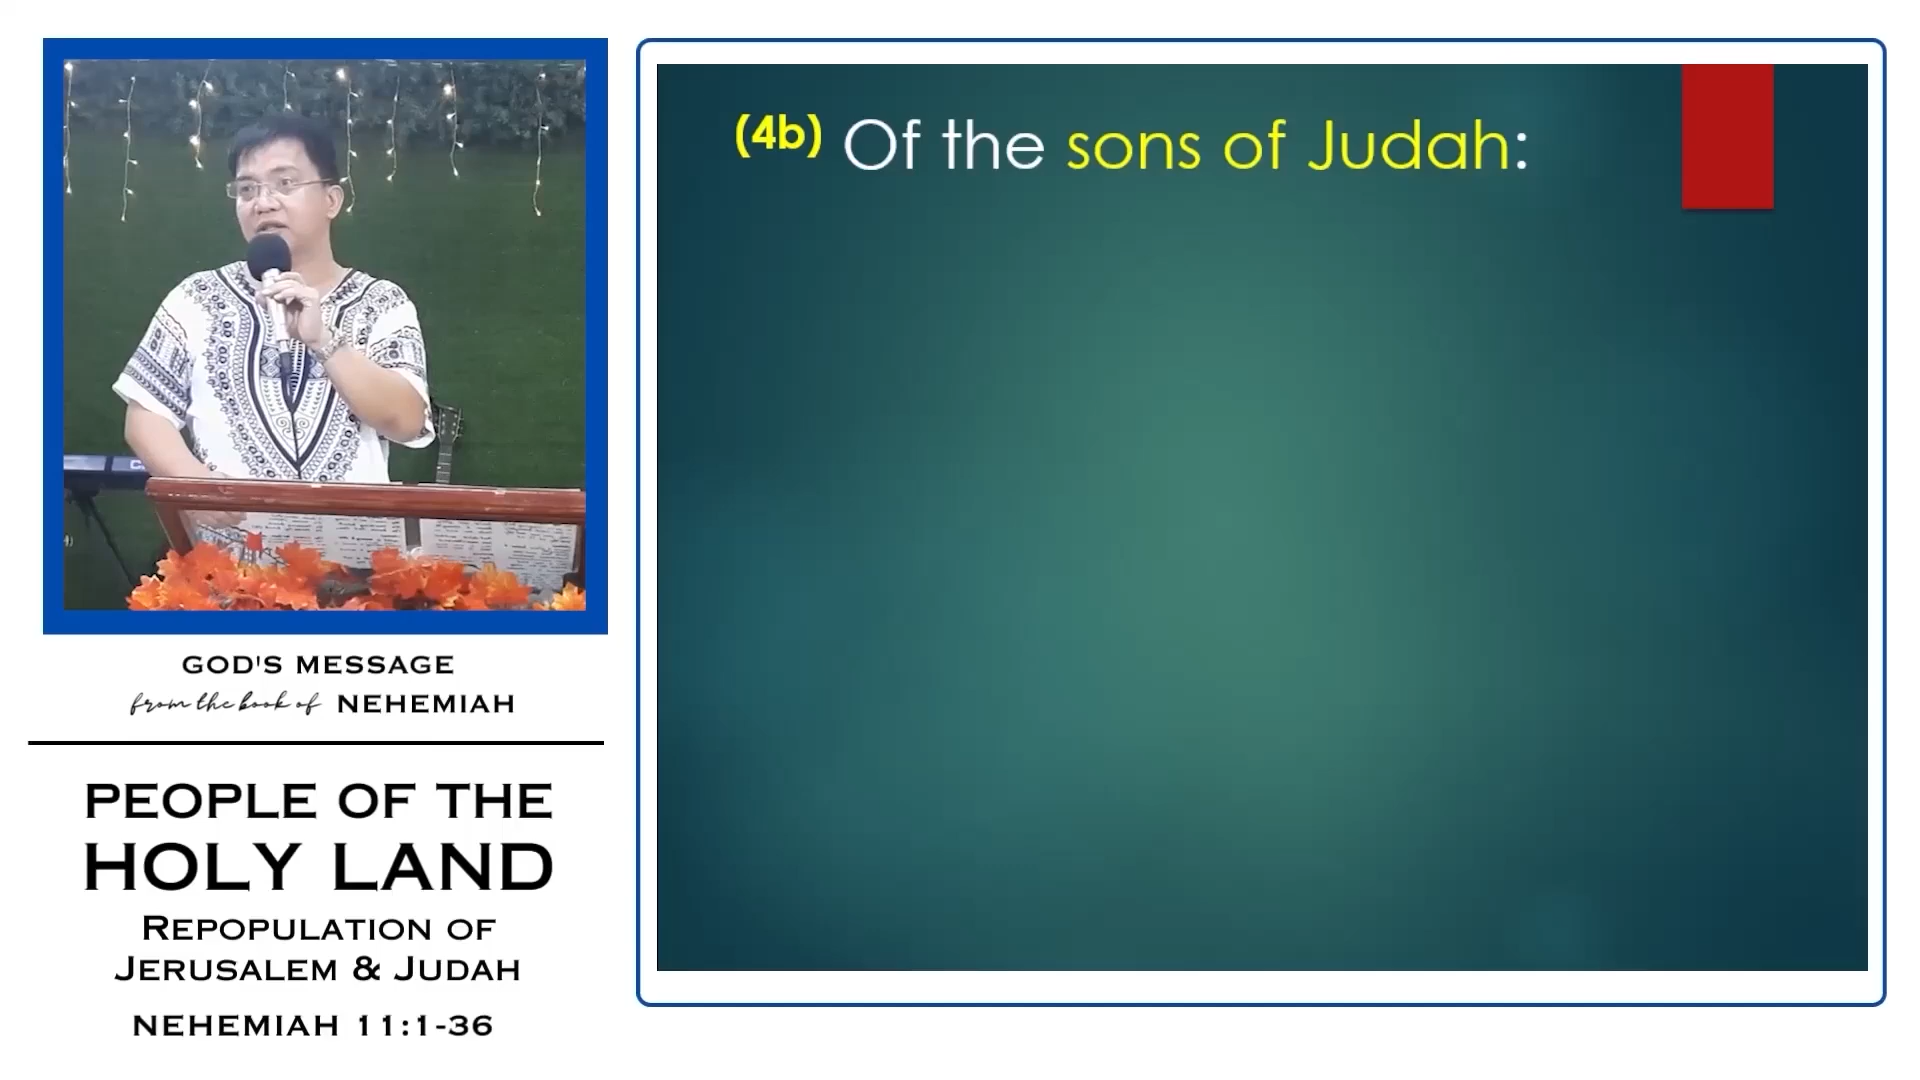 (4b) Of the sons of Judah:
GOD'S MESSAGE
from the book of NEHEMIAH
PEOPLE OF THE
HOLY LAND
REPOPULATION OF
JERUSALEM & JUDAH
NEHEMIAH 11:1-36